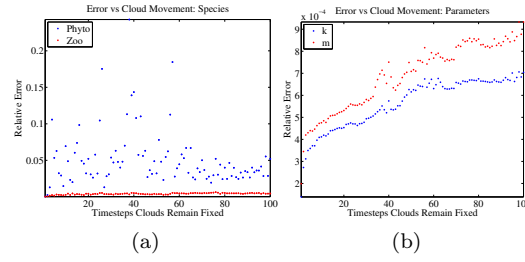 Error vs Cloud Movement: Species
Phyto
Zoo
0.2
0.15
0.1
0.05
Relative Error
20 40 60 80 100
Timesteps Clouds Remain Fixed
(a)
x 10⁻⁴ Error vs Cloud Movement: Parameters
k
m
9
8
7
6
5
4
3
2
Relative Error
20 40 60 80 100
Timesteps Clouds Remain Fixed
(b)